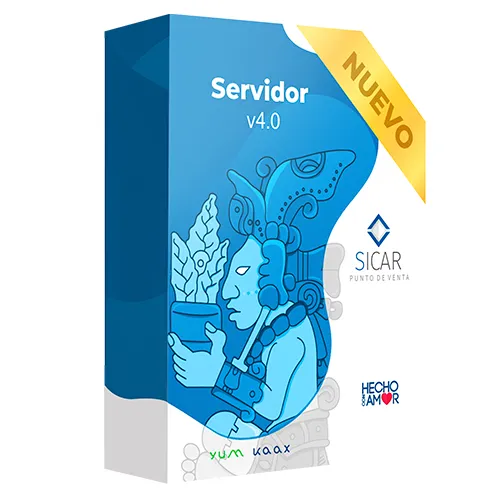 NUEVO
Servidor
v4.0
SICAR
PUNTO DE VENTA
HECHO
CON AMOR
yum kaax